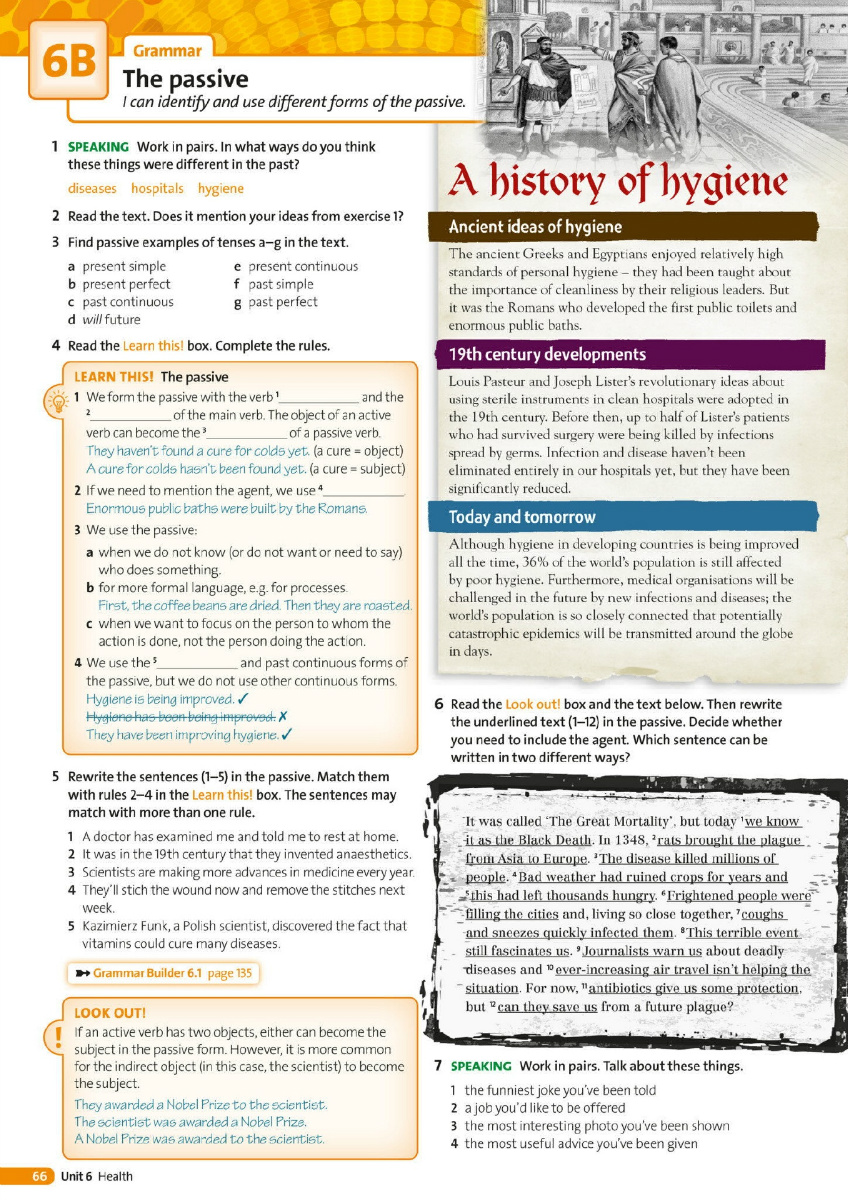 6B
Grammar
The passive
I can identify and use different forms of the passive.
1 SPEAKING Work in pairs. In what ways do you think
these things were different in the past?
diseases hospitals hygiene
2 Read the text. Does it mention your ideas from exercise 1?
3 Find passive examples of tenses a–g in the text.
a present simple
b present perfect
c past continuous
d will future
e present continuous
f past simple
g past perfect
4 Read the Learn this! box. Complete the rules.
LEARN THIS! The passive
1 We form the passive with the verb ¹____________ and the
²____________ of the main verb. The object of an active
verb can become the ³____________ of a passive verb.
They haven't found a cure for colds yet. (a cure = object)
A cure for colds hasn't been found yet. (a cure = subject)
2 If we need to mention the agent, we use ⁴____________
Enormous public baths were built by the Romans.
3 We use the passive:
a when we do not know (or do not want or need to say)
who does something.
b for more formal language, e.g. for processes.
First, the coffee beans are dried. Then they are roasted.
c when we want to focus on the person to whom the
action is done, not the person doing the action.
4 We use the ⁵____________ and past continuous forms of
the passive, but we do not use other continuous forms.
Hygiene is being improved. ✓
Hygiene has been being improved. ✗
They have been improving hygiene. ✓
5 Rewrite the sentences (1–5) in the passive. Match them
with rules 2–4 in the Learn this! box. The sentences may
match with more than one rule.
1 A doctor has examined me and told me to rest at home.
2 It was in the 19th century that they invented anaesthetics.
3 Scientists are making more advances in medicine every year.
4 They'll stich the wound now and remove the stitches next
week.
5 Kazimierz Funk, a Polish scientist, discovered the fact that
vitamins could cure many diseases.
Grammar Builder 6.1 page 135
LOOK OUT!
!
If an active verb has two objects, either can become the
subject in the passive form. However, it is more common
for the indirect object (in this case, the scientist) to become
the subject.
They awarded a Nobel Prize to the scientist.
The scientist was awarded a Nobel Prize.
A Nobel Prize was awarded to the scientist.
A history of hygiene
Ancient ideas of hygiene
The ancient Greeks and Egyptians enjoyed relatively high
standards of personal hygiene – they had been taught about
the importance of cleanliness by their religious leaders. But
it was the Romans who developed the first public toilets and
enormous public baths.
19th century developments
Louis Pasteur and Joseph Lister's revolutionary ideas about
using sterile instruments in clean hospitals were adopted in
the 19th century. Before then, up to half of Lister's patients
who had survived surgery were being killed by infections
spread by germs. Infection and disease haven't been
eliminated entirely in our hospitals yet, but they have been
significantly reduced.
Today and tomorrow
Although hygiene in developing countries is being improved
all the time, 36% of the world's population is still affected
by poor hygiene. Furthermore, medical organisations will be
challenged in the future by new infections and diseases; the
world's population is so closely connected that potentially
catastrophic epidemics will be transmitted around the globe
in days.
6 Read the Look out! box and the text below. Then rewrite
the underlined text (1–12) in the passive. Decide whether
you need to include the agent. Which sentence can be
written in two different ways?
It was called 'The Great Mortality', but today ¹we know
it as the Black Death. In 1348, ²rats brought the plague
from Asia to Europe. ³The disease killed millions of
people. ⁴Bad weather had ruined crops for years and
⁵this had left thousands hungry. ⁶Frightened people were
filling the cities and, living so close together, ⁷coughs
and sneezes quickly infected them. ⁸This terrible event
still fascinates us. ⁹Journalists warn us about deadly
diseases and ¹⁰ever-increasing air travel isn't helping the
situation. For now, ¹¹antibiotics give us some protection,
but ¹²can they save us from a future plague?
7 SPEAKING Work in pairs. Talk about these things.
1 the funniest joke you've been told
2 a job you'd like to be offered
3 the most interesting photo you've been shown
4 the most useful advice you've been given
66 Unit 6 Health